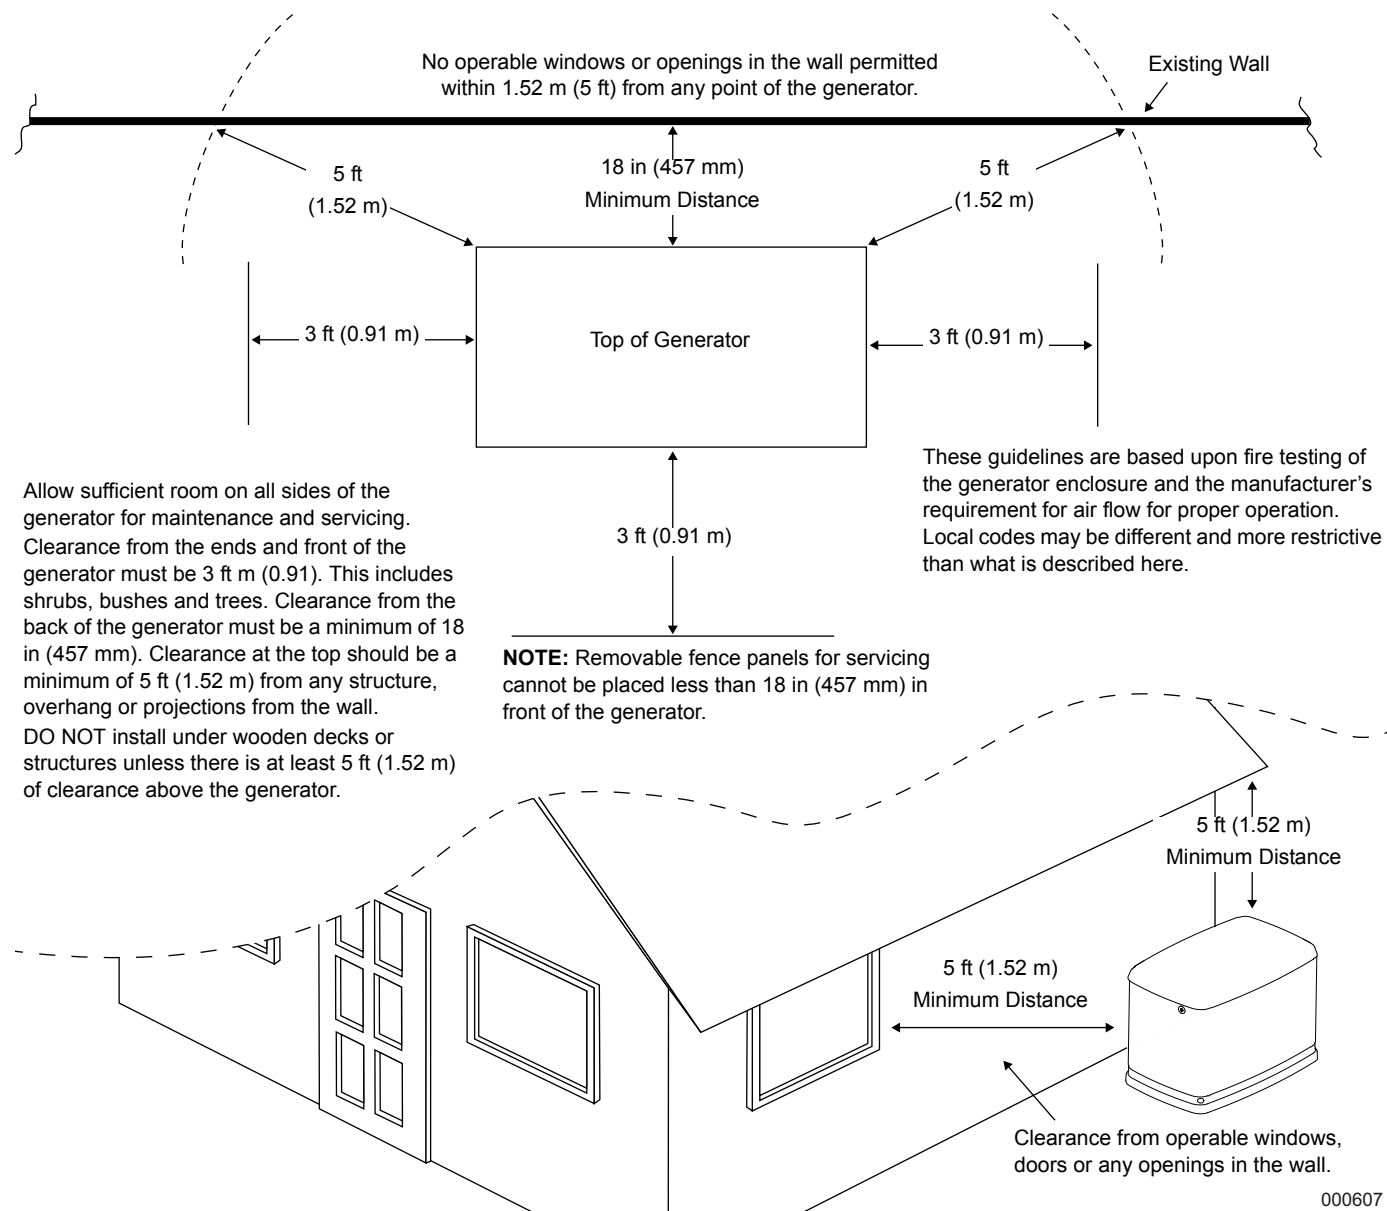 No operable windows or openings in the wall permitted
within 1.52 m (5 ft) from any point of the generator.
Existing Wall
5 ft
(1.52 m)
18 in (457 mm)
Minimum Distance
5 ft
(1.52 m)
3 ft (0.91 m)
Top of Generator
3 ft (0.91 m)
3 ft (0.91 m)
Allow sufficient room on all sides of the
generator for maintenance and servicing.
Clearance from the ends and front of the
generator must be 3 ft m (0.91). This includes
shrubs, bushes and trees. Clearance from the
back of the generator must be a minimum of 18
in (457 mm). Clearance at the top should be a
minimum of 5 ft (1.52 m) from any structure,
overhang or projections from the wall.
DO NOT install under wooden decks or
structures unless there is at least 5 ft (1.52 m)
of clearance above the generator.
These guidelines are based upon fire testing of
the generator enclosure and the manufacturer’s
requirement for air flow for proper operation.
Local codes may be different and more restrictive
than what is described here.
NOTE: Removable fence panels for servicing
cannot be placed less than 18 in (457 mm) in
front of the generator.
5 ft (1.52 m)
Minimum Distance
5 ft (1.52 m)
Minimum Distance
Clearance from operable windows,
doors or any openings in the wall.
000607